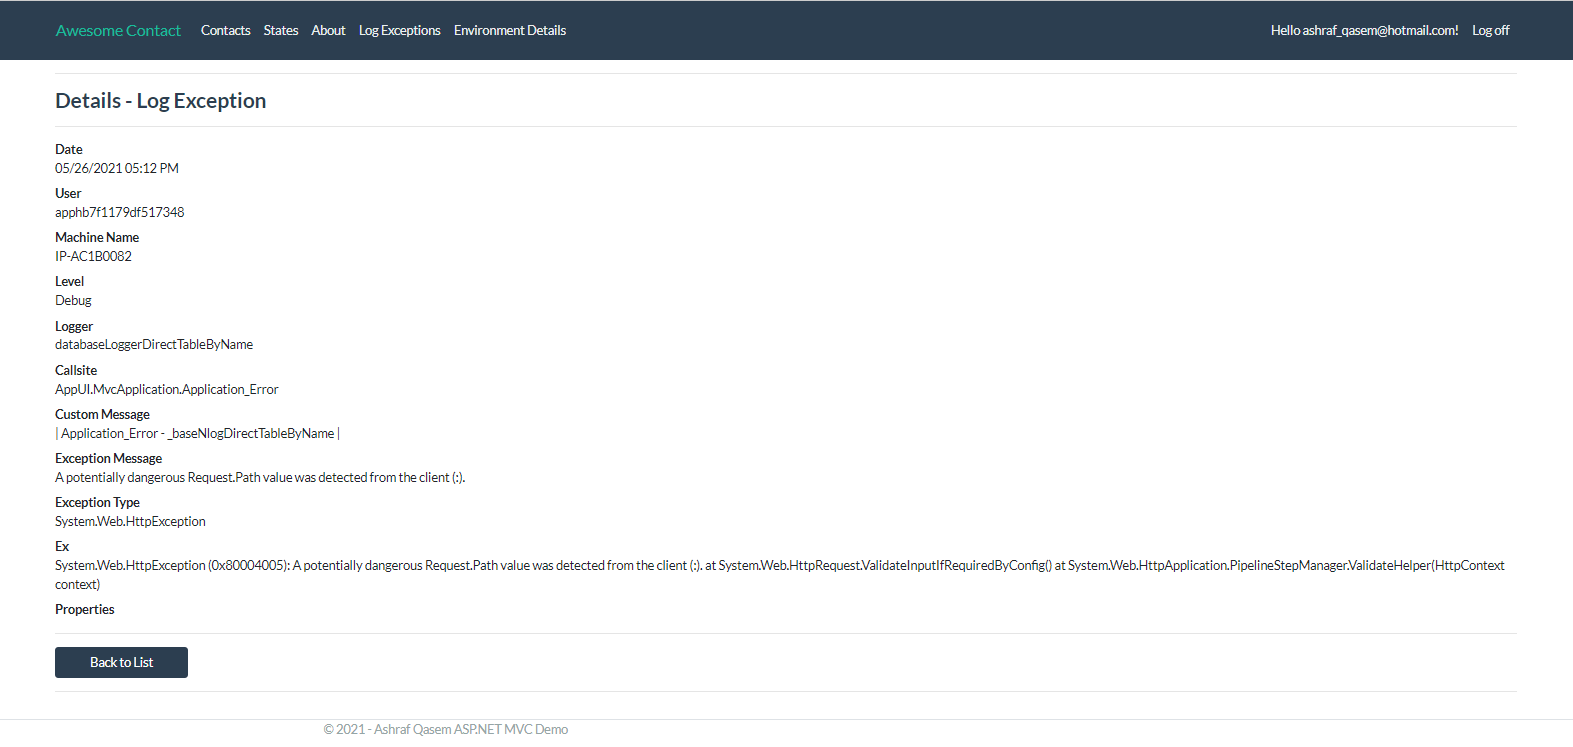 Awesome Contact Contacts States About Log Exceptions Environment Details Hello ashraf_qasem@hotmail.com! Log off
Details - Log Exception
Date
05/26/2021 05:12 PM
User
apphb7f1179df517348
Machine Name
IP-AC1B0082
Level
Debug
Logger
databaseLoggerDirectTableByName
Callsite
AppUI.MvcApplication.Application_Error
Custom Message
| Application_Error - _baseNlogDirectTableByName |
Exception Message
A potentially dangerous Request.Path value was detected from the client (:).
Exception Type
System.Web.HttpException
Ex
System.Web.HttpException (0x80004005): A potentially dangerous Request.Path value was detected from the client (:). at System.Web.HttpRequest.ValidateInputIfRequiredByConfig() at System.Web.HttpApplication.PipelineStepManager.ValidateHelper(HttpContext
context)
Properties
Back to List
© 2021 - Ashraf Qasem ASP.NET MVC Demo